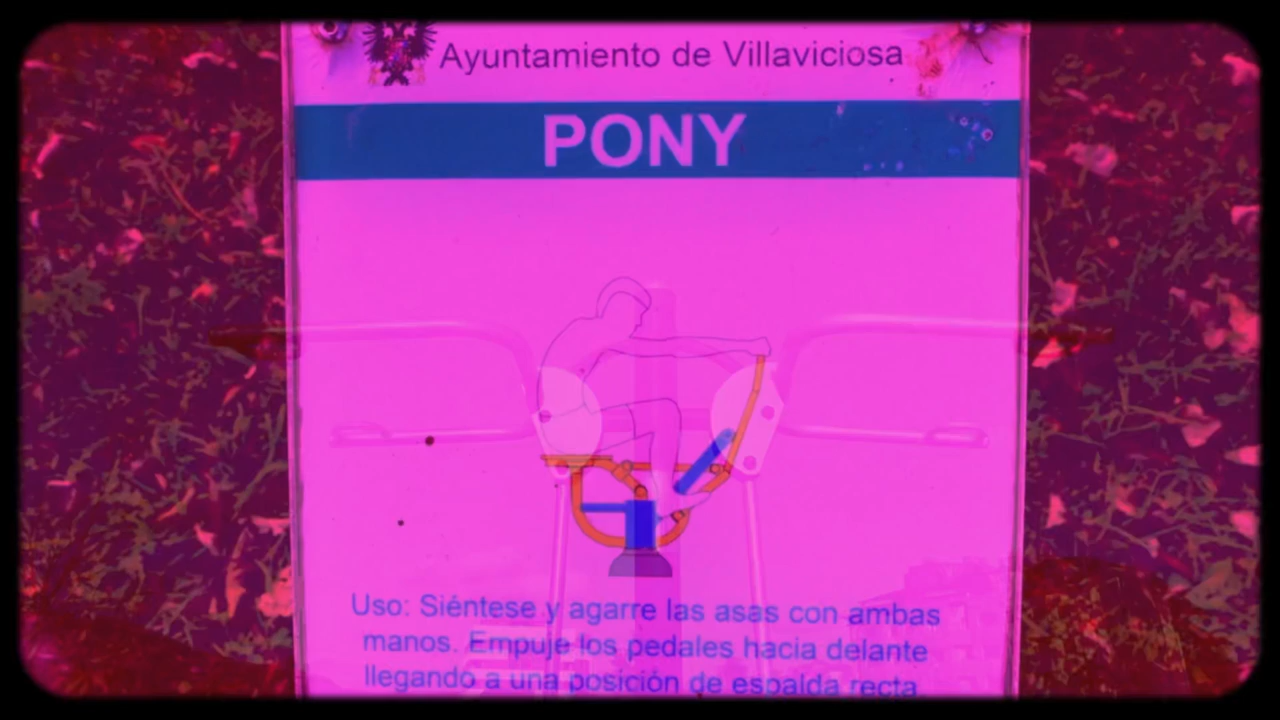 Ayuntamiento de Villaviciosa
PONY
Uso: Siéntese y agarre las asas con ambas
manos. Empuje los pedales hacia delante
llegando a una posición de espalda recta